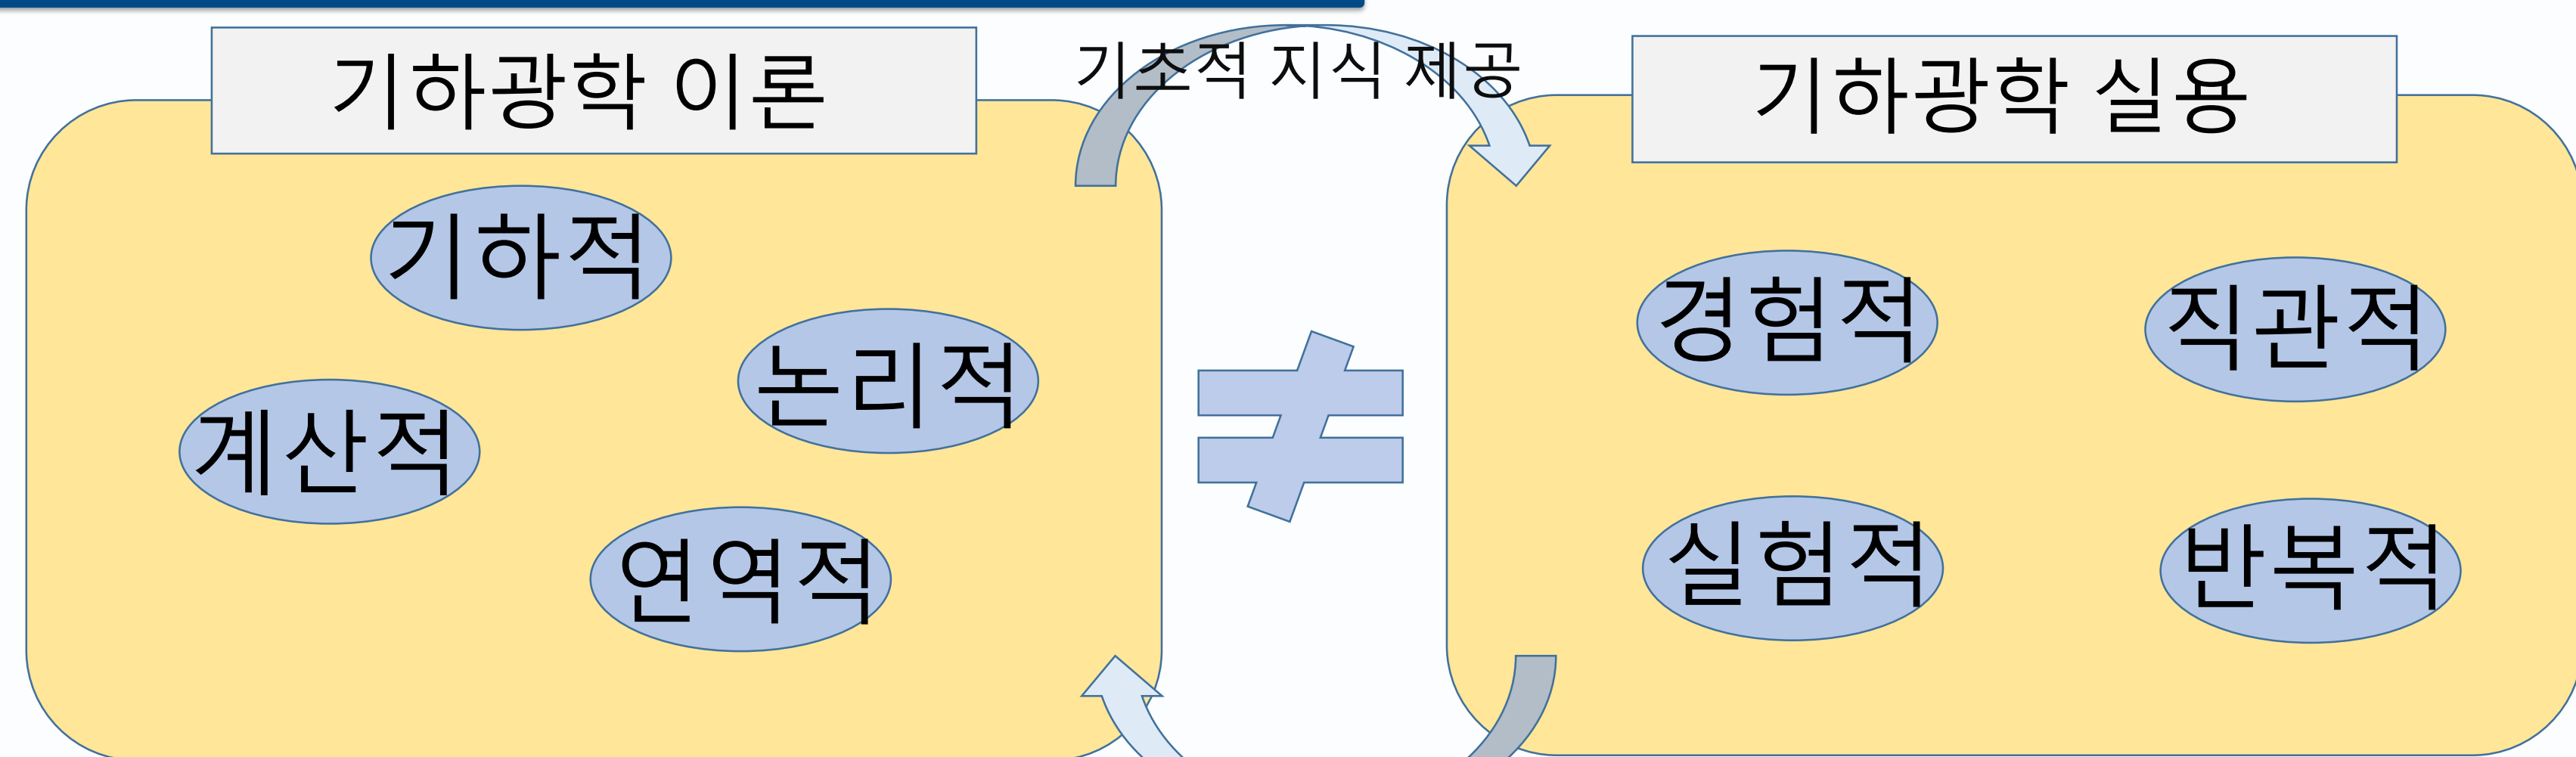 기하광학 이론
기초적 지식 제공
기하광학 실용
기하적
논리적
계산적
연역적
경험적
직관적
실험적
반복적